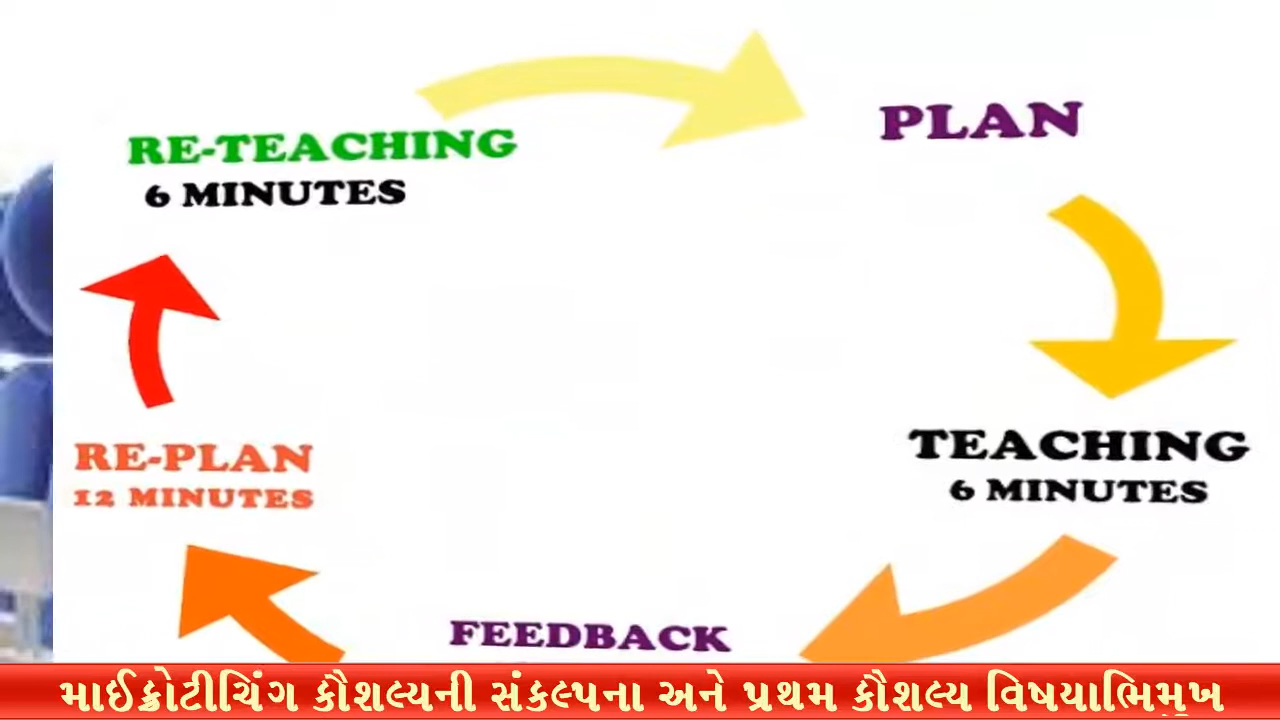 RE-TEACHING
6 MINUTES
PLAN
TEACHING
6 MINUTES
RE-PLAN
12 MINUTES
FEEDBACK
માઈક્રોટીચિંગ કૌશલ્યની સંકલ્પના અને પ્રથમ કૌશલ્ય વિષયાભિમુખ